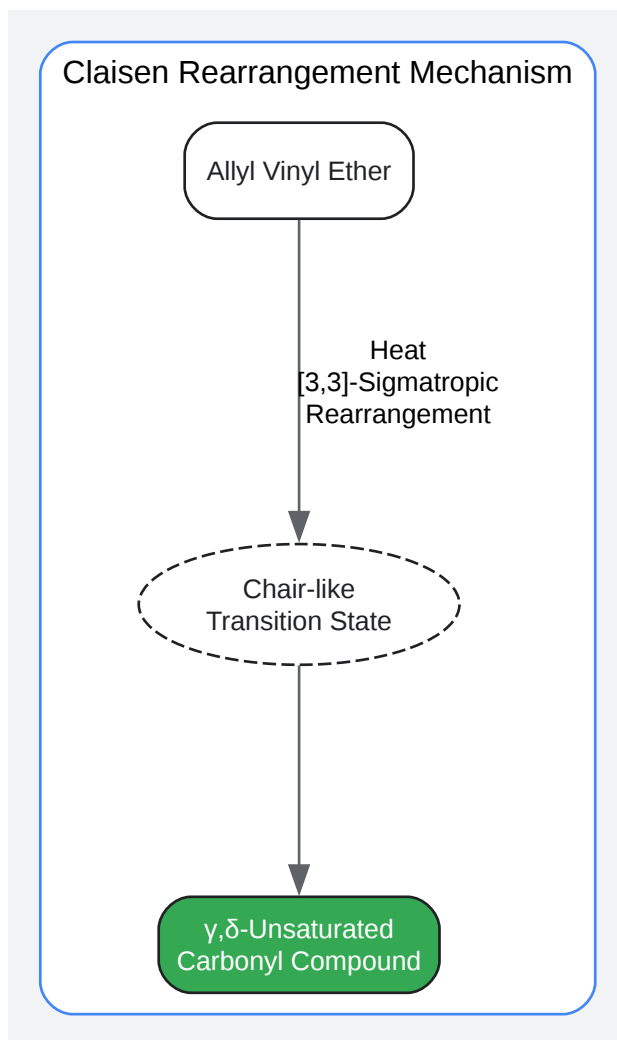 Claisen Rearrangement Mechanism
Allyl Vinyl Ether
Heat
[3,3]-Sigmatropic
Rearrangement
Chair-like
Transition State
γ,δ-Unsaturated
Carbonyl Compound